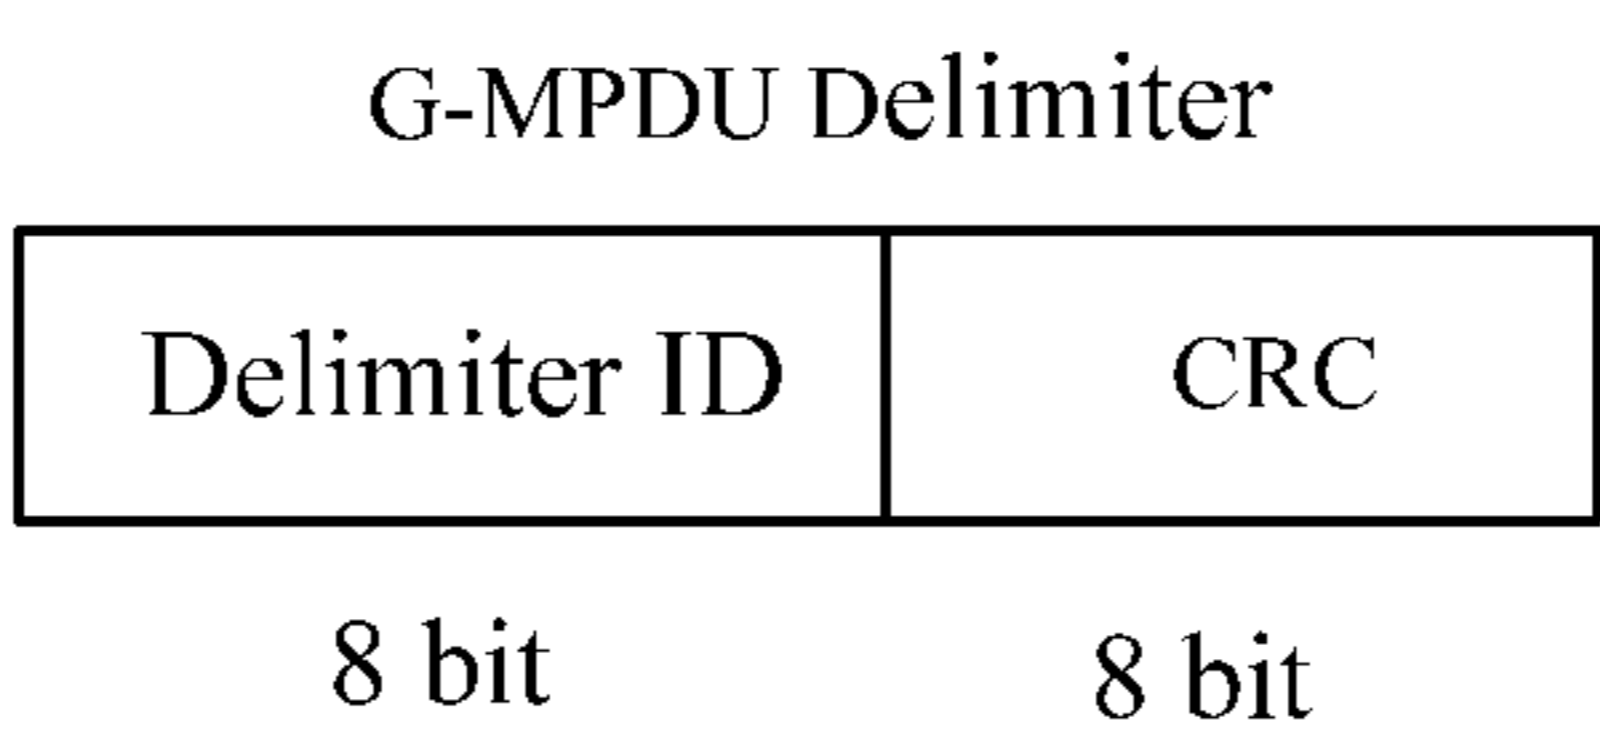 G-MPDU Delimiter
Delimiter ID
CRC
8 bit
8 bit